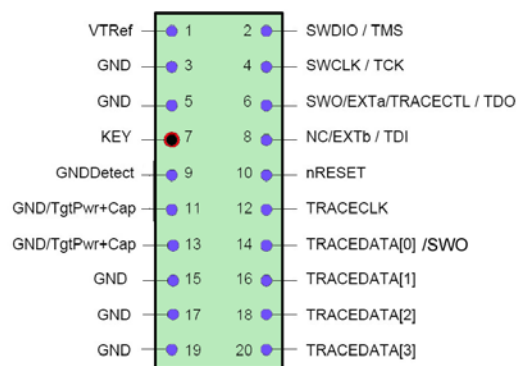 VTRef 1 2 SWDIO / TMS
GND 3 4 SWCLK / TCK
GND 5 6 SWO/EXTa/TRACECTL / TDO
KEY 7 8 NC/EXTb / TDI
GNDDetect 9 10 nRESET
GND/TgtPwr+Cap 11 12 TRACECLK
GND/TgtPwr+Cap 13 14 TRACEDATA[0] /SWO
GND 15 16 TRACEDATA[1]
GND 17 18 TRACEDATA[2]
GND 19 20 TRACEDATA[3]